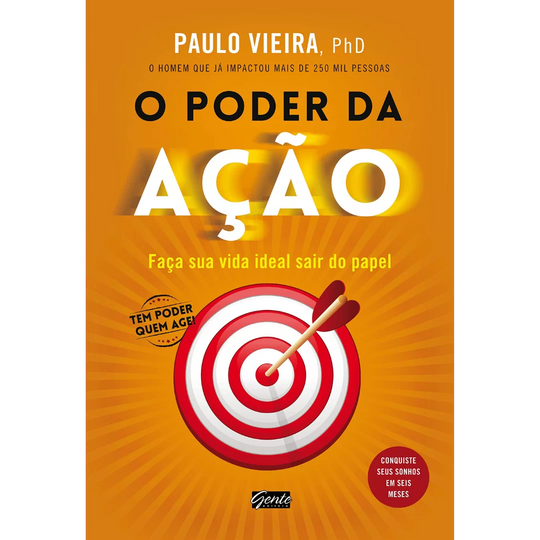 PAULO VIEIRA, PhD
O HOMEM QUE JÁ IMPACTOU MAIS DE 250 MIL PESSOAS
O PODER DA
AÇÃO
Faça sua vida ideal sair do papel
TEM PODER
QUEM AGE!
CONQUISTE
SEUS SONHOS
EM SEIS
MESES
Gente
EDITORA